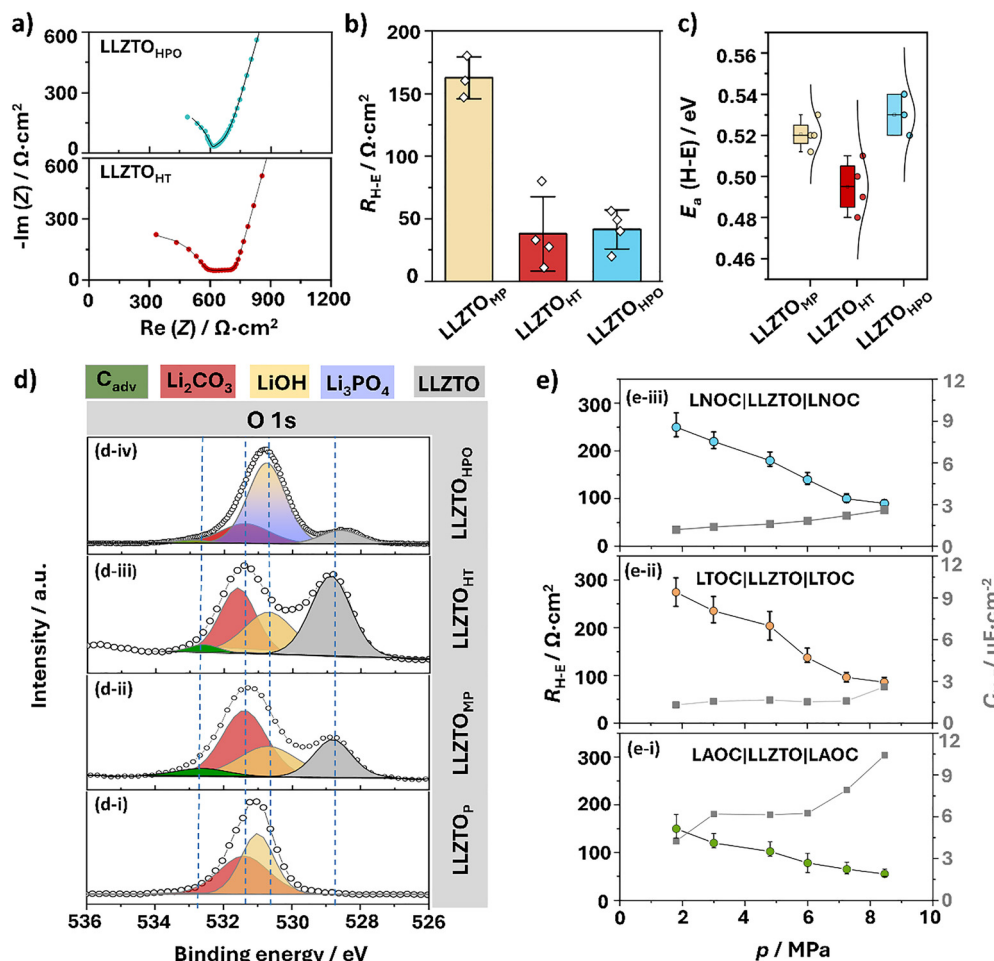 a)
600
LLZTO_HPO
300
0
600
LLZTO_HT
300
0
-Im (Z) / Ω·cm²
0 300 600 900 1200
Re (Z) / Ω·cm²
b)
200
150
100
50
0
R_H-E / Ω·cm²
LLZTO_MP
LLZTO_HT
LLZTO_HPO
c)
0.56
0.54
0.52
0.50
0.48
0.46
E_a (H-E) / eV
LLZTO_MP
LLZTO_HT
LLZTO_HPO
d)
C_adv Li₂CO₃ LiOH Li₃PO₄ LLZTO
O 1s
(d-iv)
LLZTO_HPO
(d-iii)
LLZTO_HT
(d-ii)
LLZTO_MP
(d-i)
LLZTO_P
Intensity / a.u.
536 534 532 530 528 526
Binding energy / eV
e)
(e-iii) LNOC|LLZTO|LNOC
300
200
100
0
12
9
6
3
0
(e-ii) LTOC|LLZTO|LTOC
300
200
100
0
12
9
6
3
0
(e-i) LAOC|LLZTO|LAOC
300
200
100
12
9
6
3
0
R_H-E / Ω·cm²
/ μF·cm⁻²
0 2 4 6 8 10
p / MPa